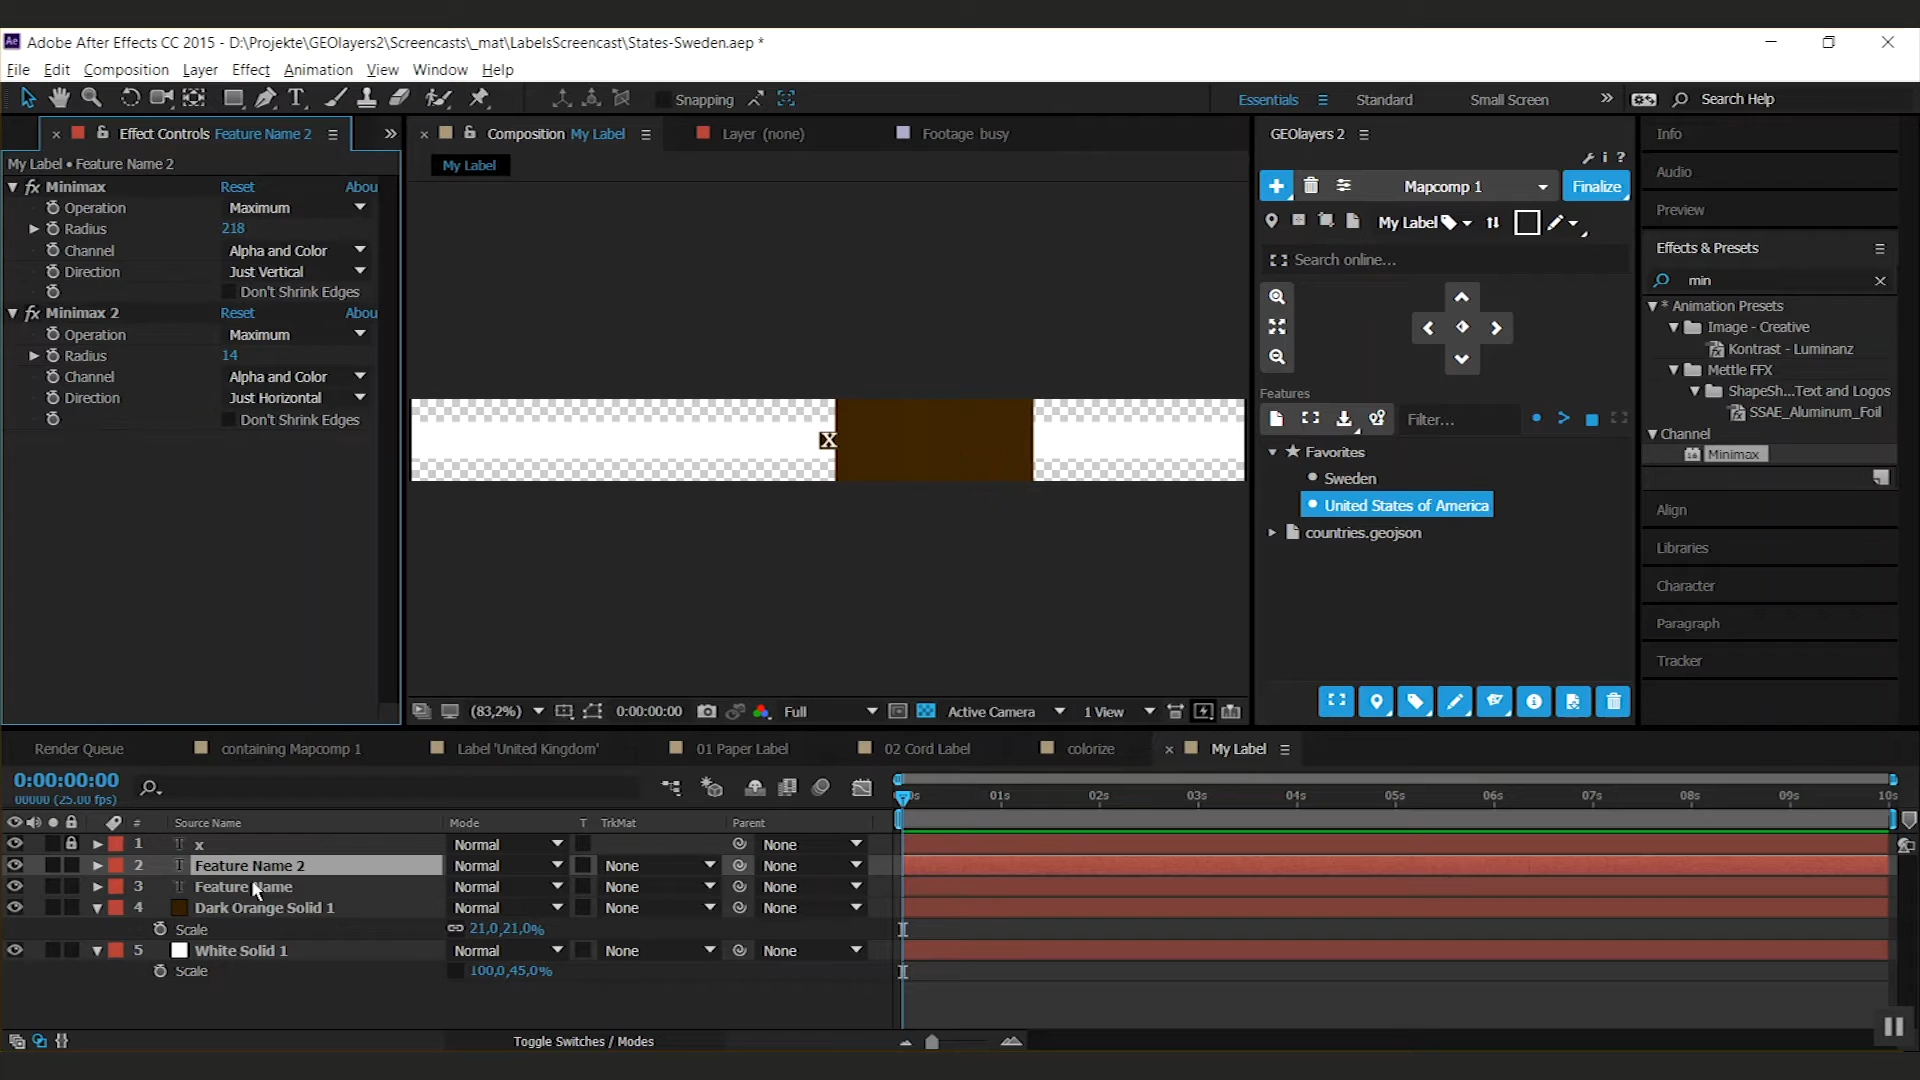 Adobe After Effects CC 2015 - D:\Projekte\GEOlayers2\Screencasts\_mat\LabelsScreencast\States-Sweden.aep *
File Edit Composition Layer Effect Animation View Window Help
Snapping
Essentials
Standard
Small Screen
Search Help
Effect Controls Feature Name 2
My Label • Feature Name 2
fx Minimax Reset Abou
Operation Maximum
Radius 218
Channel Alpha and Color
Direction Just Vertical
Don't Shrink Edges
fx Minimax 2 Reset Abou
Operation Maximum
Radius 14
Channel Alpha and Color
Direction Just Horizontal
Don't Shrink Edges
Composition My Label
Layer (none)
Footage busy
My Label
X
(83,2%)
0:00:00:00
Full
Active Camera
1 View
GEOlayers 2
Mapcomp 1
Finalize
My Label
Search online...
Features
Filter...
Favorites
Sweden
United States of America
countries.geojson
Info
Audio
Preview
Effects & Presets
min
* Animation Presets
Image - Creative
Kontrast - Luminanz
Mettle FFX
ShapeSh...Text and Logos
SSAE_Aluminum_Foil
Channel
Minimax
Align
Libraries
Character
Paragraph
Tracker
Render Queue
containing Mapcomp 1
Label 'United Kingdom'
01 Paper Label
02 Cord Label
colorize
My Label
0:00:00:00
00000 (25.00 fps)
01s 02s 03s 04s 05s 06s 07s 08s 09s 10s
# Source Name Mode T TrkMat Parent
1 x Normal None
2 Feature Name 2 Normal None None
3 Feature Name Normal None None
4 Dark Orange Solid 1 Normal None None
Scale 21,0,21,0%
5 White Solid 1 Normal None None
Scale 100,0,45,0%
Toggle Switches / Modes